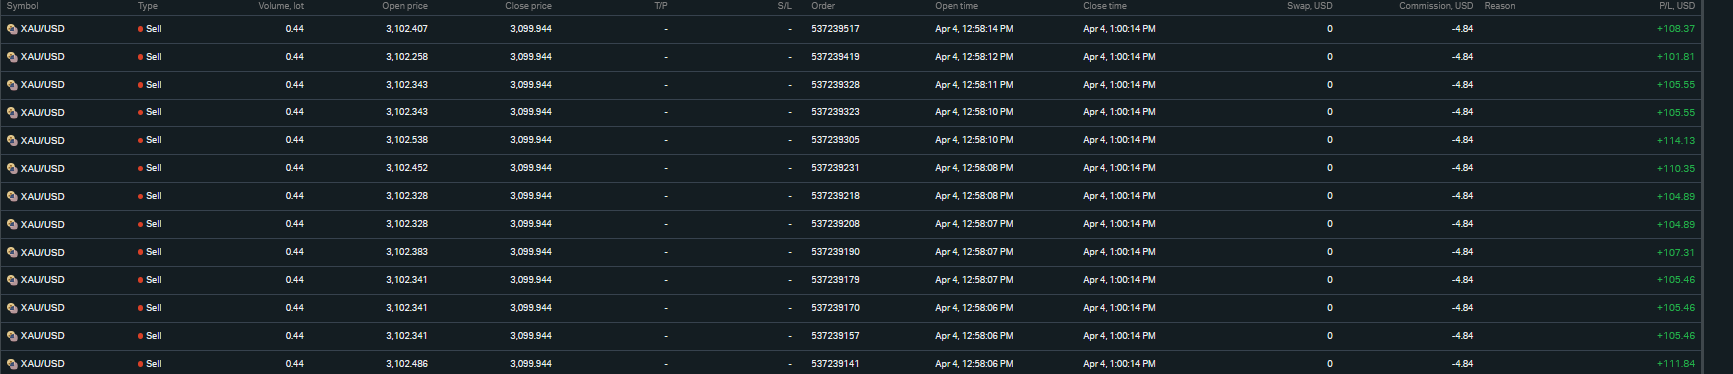 Symbol Type Volume, lot Open price Close price T/P S/L Order Open time Close time Swap, USD Commission, USD Reason P/L, USD
XAU/USD Sell 0.44 3,102.407 3,099.944 - - 537239517 Apr 4, 12:58:14 PM Apr 4, 1:00:14 PM 0 -4.84 +108.37
XAU/USD Sell 0.44 3,102.258 3,099.944 - - 537239419 Apr 4, 12:58:12 PM Apr 4, 1:00:14 PM 0 -4.84 +101.81
XAU/USD Sell 0.44 3,102.343 3,099.944 - - 537239328 Apr 4, 12:58:11 PM Apr 4, 1:00:14 PM 0 -4.84 +105.55
XAU/USD Sell 0.44 3,102.343 3,099.944 - - 537239323 Apr 4, 12:58:10 PM Apr 4, 1:00:14 PM 0 -4.84 +105.55
XAU/USD Sell 0.44 3,102.538 3,099.944 - - 537239305 Apr 4, 12:58:10 PM Apr 4, 1:00:14 PM 0 -4.84 +114.13
XAU/USD Sell 0.44 3,102.452 3,099.944 - - 537239231 Apr 4, 12:58:08 PM Apr 4, 1:00:14 PM 0 -4.84 +110.35
XAU/USD Sell 0.44 3,102.328 3,099.944 - - 537239218 Apr 4, 12:58:08 PM Apr 4, 1:00:14 PM 0 -4.84 +104.89
XAU/USD Sell 0.44 3,102.328 3,099.944 - - 537239208 Apr 4, 12:58:07 PM Apr 4, 1:00:14 PM 0 -4.84 +104.89
XAU/USD Sell 0.44 3,102.383 3,099.944 - - 537239190 Apr 4, 12:58:07 PM Apr 4, 1:00:14 PM 0 -4.84 +107.31
XAU/USD Sell 0.44 3,102.341 3,099.944 - - 537239179 Apr 4, 12:58:07 PM Apr 4, 1:00:14 PM 0 -4.84 +105.46
XAU/USD Sell 0.44 3,102.341 3,099.944 - - 537239170 Apr 4, 12:58:06 PM Apr 4, 1:00:14 PM 0 -4.84 +105.46
XAU/USD Sell 0.44 3,102.341 3,099.944 - - 537239157 Apr 4, 12:58:06 PM Apr 4, 1:00:14 PM 0 -4.84 +105.46
XAU/USD Sell 0.44 3,102.486 3,099.944 - - 537239141 Apr 4, 12:58:06 PM Apr 4, 1:00:14 PM 0 -4.84 +111.84